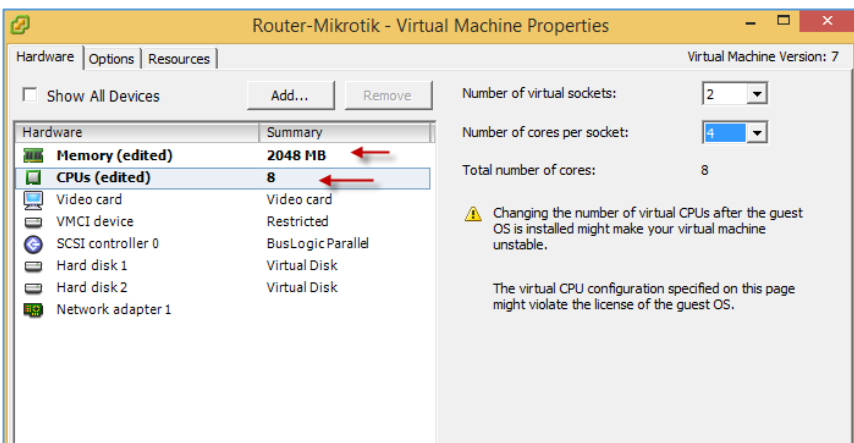 Router-Mikrotik - Virtual Machine Properties
Hardware Options Resources
Virtual Machine Version: 7
Show All Devices
Add...
Remove
Hardware Summary
Memory (edited) 2048 MB
CPUs (edited) 8
Video card Video card
VMCI device Restricted
SCSI controller 0 BusLogic Parallel
Hard disk 1 Virtual Disk
Hard disk 2 Virtual Disk
Network adapter 1
Number of virtual sockets: 2
Number of cores per socket: 4
Total number of cores: 8
Changing the number of virtual CPUs after the guest
OS is installed might make your virtual machine
unstable.
The virtual CPU configuration specified on this page
might violate the license of the guest OS.